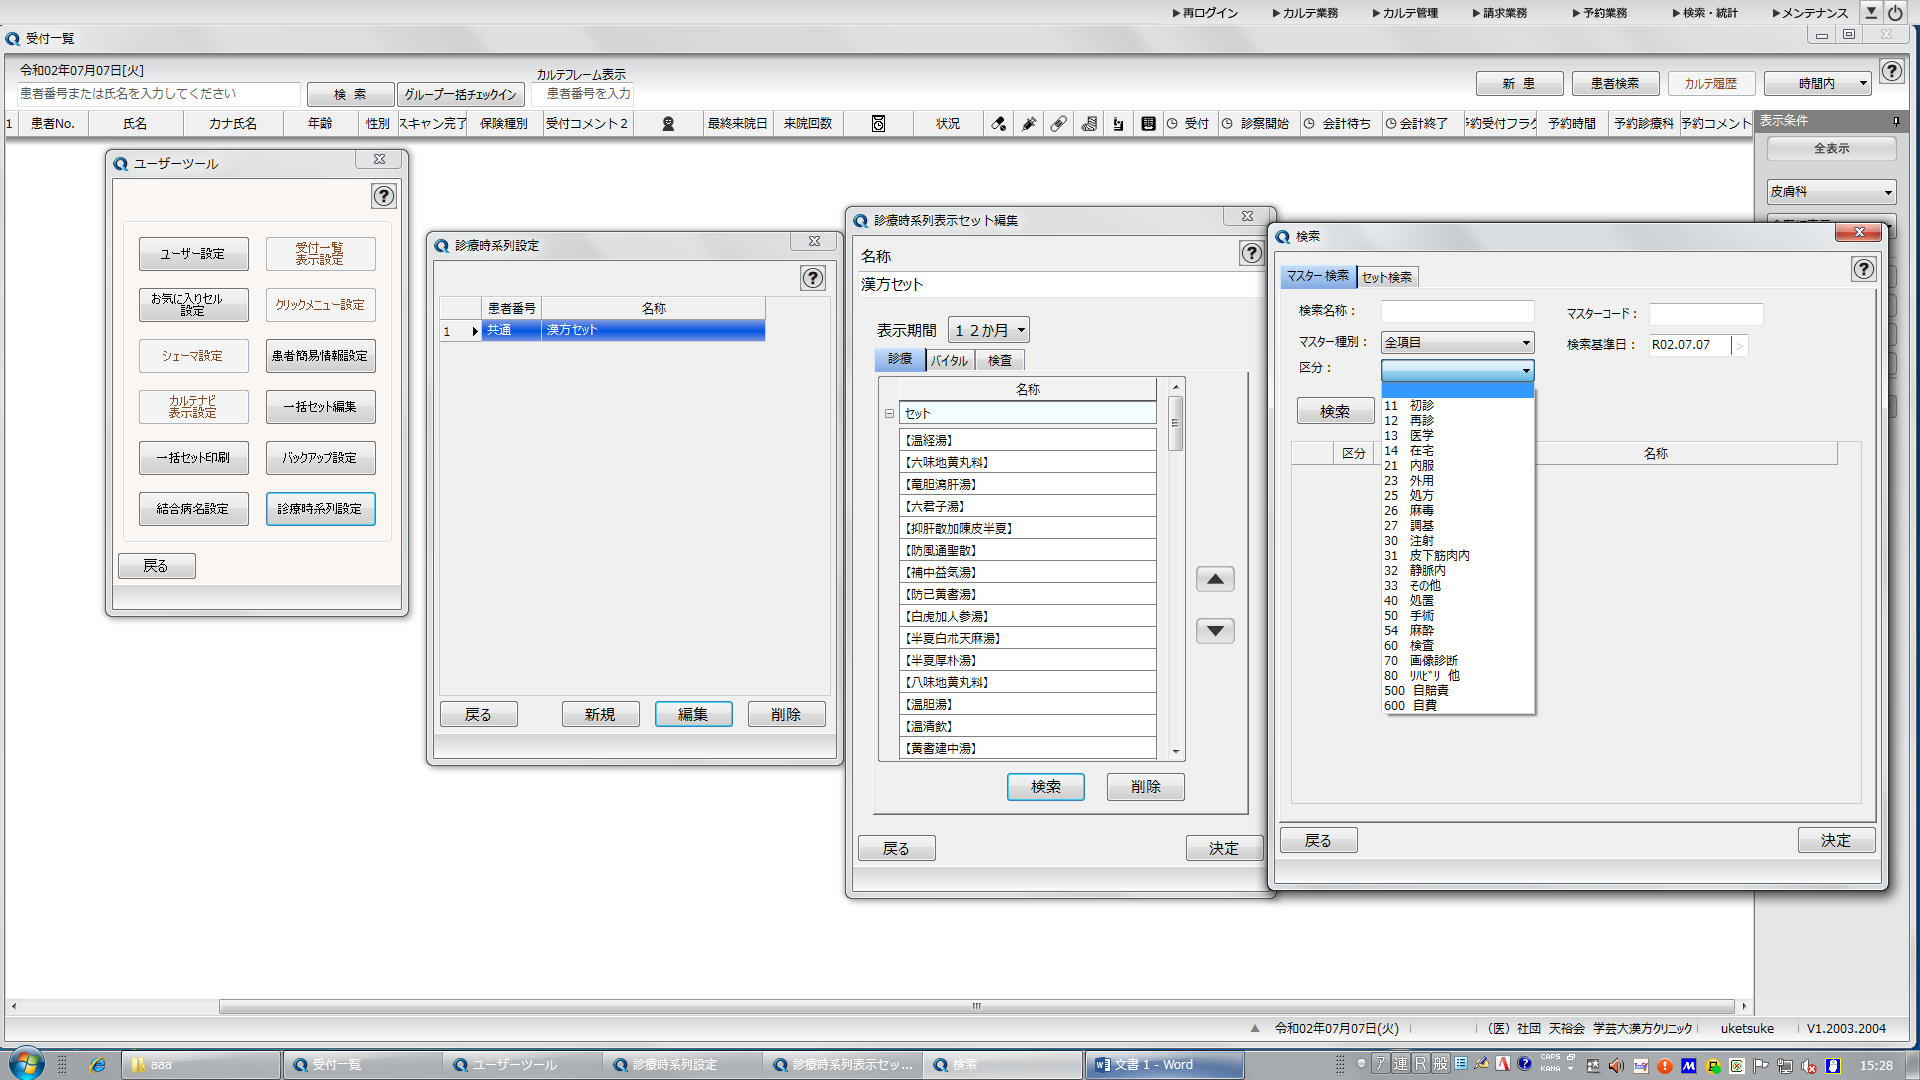 ▶再ログイン ▶カルテ業務 ▶カルテ管理 ▶請求業務 ▶予約業務 ▶検索・統計 ▶メンテナンス
受付一覧
令和02年07月07日[火]
患者番号または氏名を入力してください
検 索
グループ一括チェックイン
カルテフレーム表示
患者番号を入力
新 患
患者検索
カルテ履歴
時間内
1 患者No. 氏名 カナ氏名 年齢 性別 スキャン完了 保険種別 受付コメント2 最終来院日 来院回数 状況 受付 診察開始 会計待ち 会計終了 予約受付フラグ 予約時間 予約診療科 予約コメント
表示条件
全表示
皮膚科
ユーザーツール
ユーザー設定
受付一覧
表示設定
お気に入りセル
設定
クリックメニュー設定
シェーマ設定
患者簡易情報設定
カルテナビ
表示設定
一括セット編集
一括セット印刷
バックアップ設定
結合病名設定
診療時系列設定
戻る
診療時系列設定
患者番号 名称
1 共通 漢方セット
戻る 新規 編集 削除
診療時系列表示セット編集
名称
漢方セット
表示期間 12か月
診療 バイタル 検査
名称
セット
【温経湯】
【六味地黄丸料】
【竜胆瀉肝湯】
【六君子湯】
【抑肝散加陳皮半夏】
【防風通聖散】
【補中益気湯】
【防已黄耆湯】
【白虎加人参湯】
【半夏白朮天麻湯】
【半夏厚朴湯】
【八味地黄丸料】
【温胆湯】
【温清飲】
【黄耆建中湯】
検索 削除
戻る 決定
検索
マスター検索 セット検索
検索名称：
マスターコード：
マスター種別： 全項目
検索基準日： R02.07.07 >
区分：
検索
区分 名称
11 初診
12 再診
13 医学
14 在宅
21 内服
23 外用
25 処方
26 麻毒
27 調基
30 注射
31 皮下筋肉内
32 静脈内
33 その他
40 処置
50 手術
54 麻酔
60 検査
70 画像診断
80 ﾘﾊﾋﾞﾘ 他
500 自賠責
600 自費
戻る 決定
令和02年07月07日(火) （医）社団 天裕会 学芸大漢方クリニック uketsuke V1.2003.2004
aaa 受付一覧 ユーザーツール 診療時系列設定 診療時系列表示セッ... 検索 文書 1 - Word
ア 連 R 般 CAPS KANA 15:28